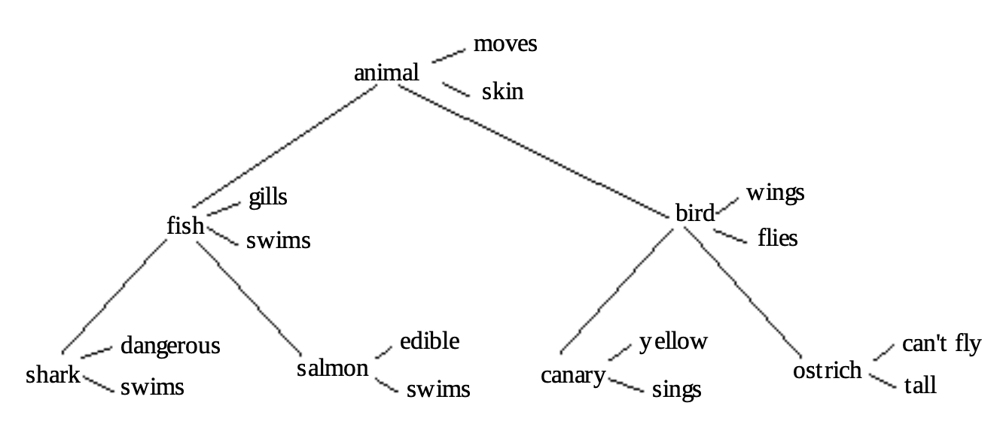 moves
animal
skin
gills
fish
swims
wings
bird
flies
dangerous
shark
swims
edible
salmon
swims
yellow
canary
sings
can't fly
ostrich
tall